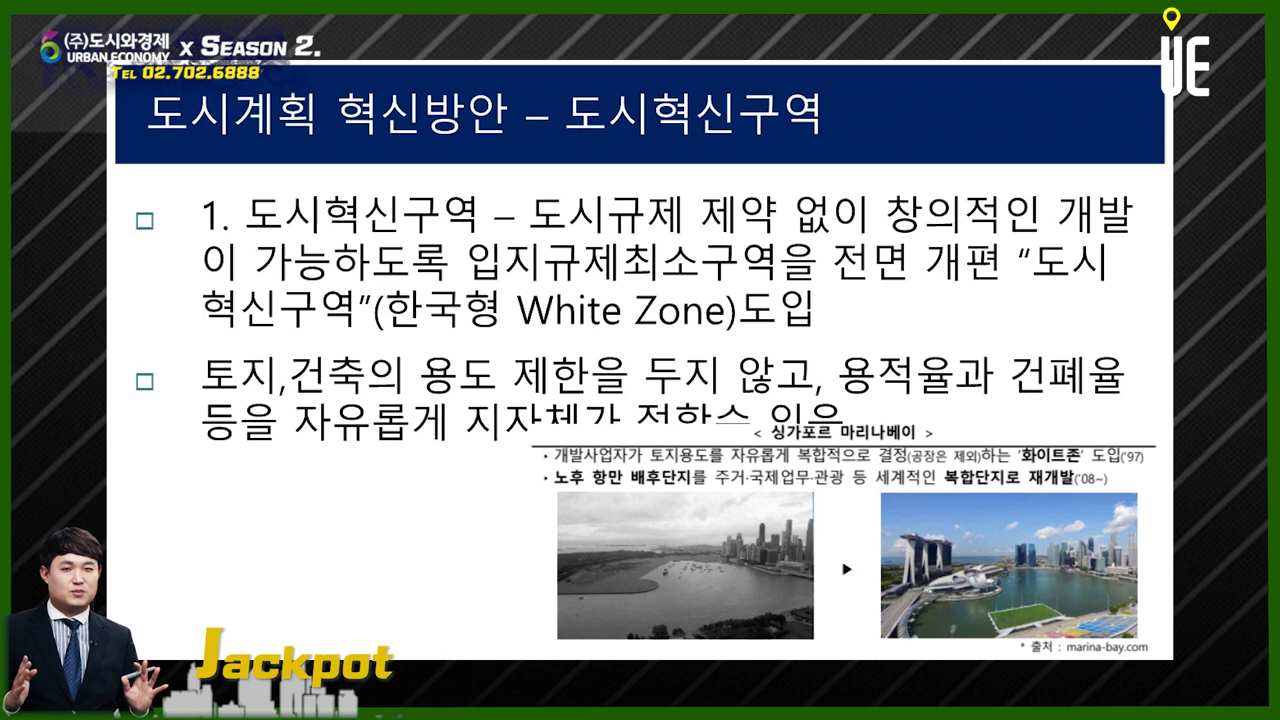 (주)도시와경제
URBAN ECONOMY x SEASON 2.
TEL 02.702.6888
UE
도시계획 혁신방안 – 도시혁신구역
1. 도시혁신구역 – 도시규제 제약 없이 창의적인 개발
이 가능하도록 입지규제최소구역을 전면 개편 “도시
혁신구역”(한국형 White Zone)도입
토지,건축의 용도 제한을 두지 않고, 용적율과 건폐율
등을 자유롭게 지자체가 정할수 있음
< 싱가포르 마리나베이 >
‣ 개발사업자가 토지용도를 자유롭게 복합적으로 결정(공장은 제외)하는 '화이트존' 도입('97)
‣ 노후 항만 배후단지를 주거·국제업무·관광 등 세계적인 복합단지로 재개발('08~)
* 출처 : marina-bay.com
Jackpot